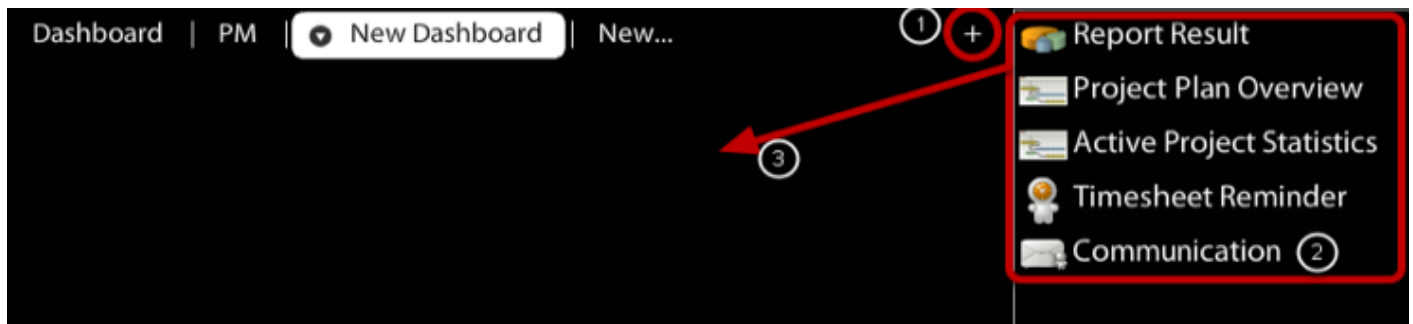 Dashboard | PM | New Dashboard | New... 1 +
Report Result
Project Plan Overview
Active Project Statistics
3
Timesheet Reminder
Communication 2